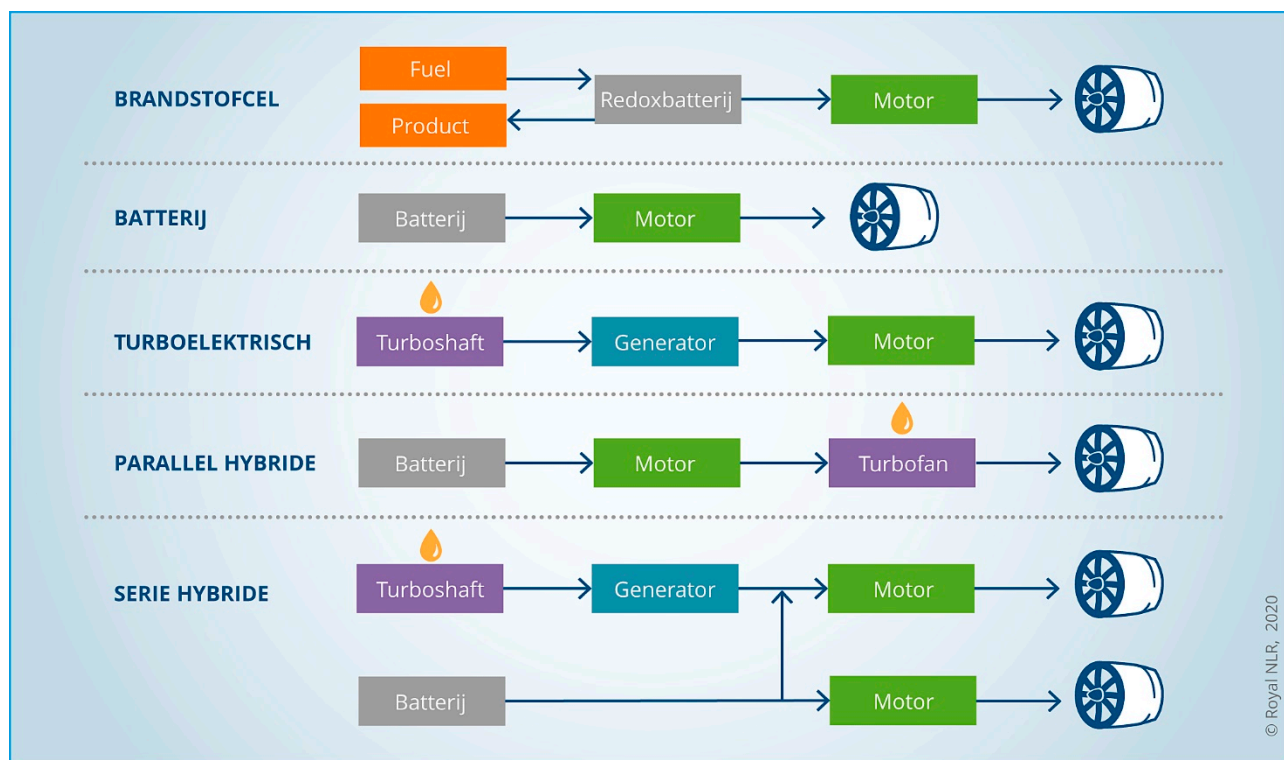 BRANDSTOFCEL
Fuel
Product
Redoxbatterij
Motor
BATTERIJ
Batterij
Motor
TURBOELEKTRISCH
Turboshaft
Generator
Motor
PARALLEL HYBRIDE
Batterij
Motor
Turbofan
SERIE HYBRIDE
Turboshaft
Generator
Motor
Batterij
Motor
© Royal NLR, 2020